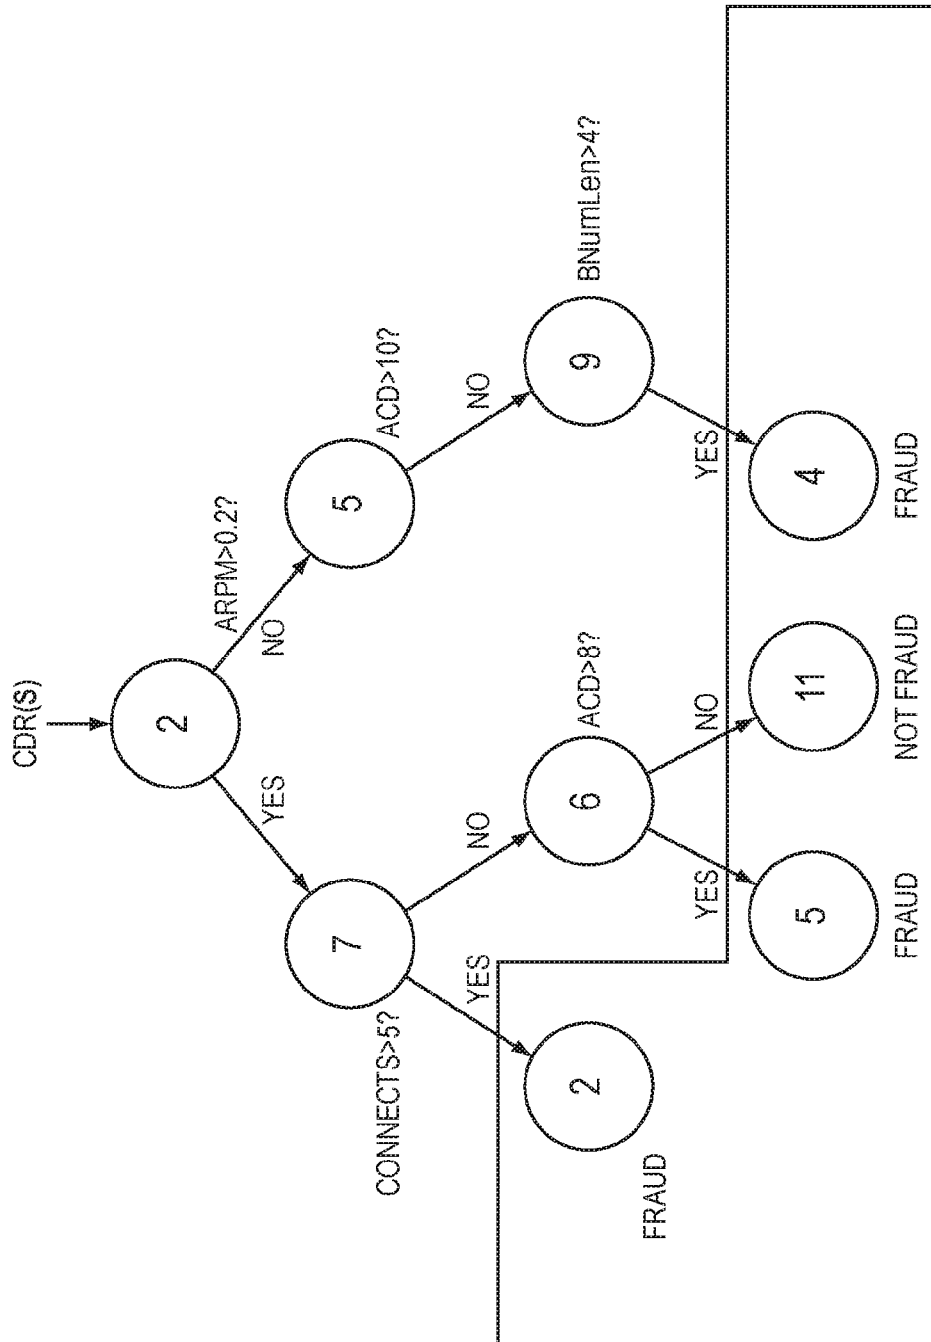 CDR(S)
2
ARPM>0.2?
YES
NO
7
CONNECTS>5?
5
ACD>10?
YES
NO
NO
2
FRAUD
6
ACD>8?
9
BNumLen>4?
YES
NO
YES
5
FRAUD
11
NOT FRAUD
4
FRAUD